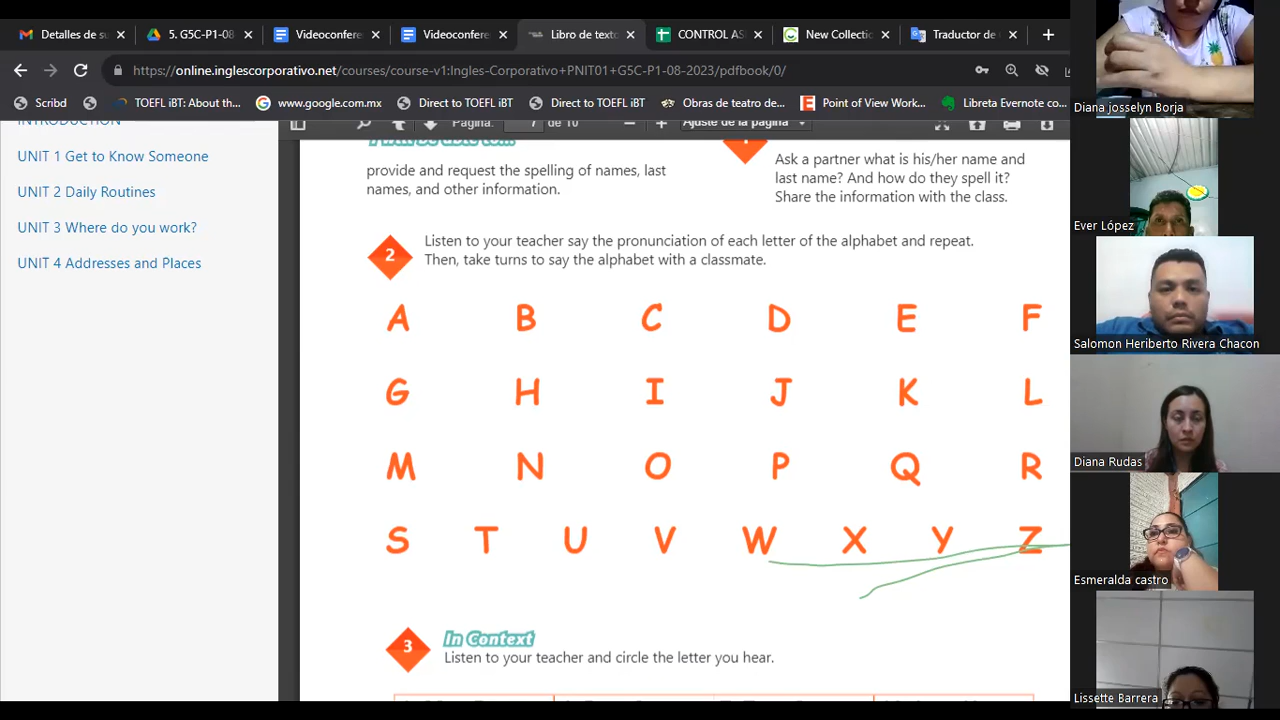 Detalles de su
5. G5C-P1-08
Videoconfere
Videoconfere
Libro de texto
CONTROL AS
New Collectio
Traductor de
https://online.inglescorporativo.net/courses/course-v1:Ingles-Corporativo+PNIT01+G5C-P1-08-2023/pdfbook/0/
Scribd
TOEFL iBT: About th...
www.google.com.mx
Direct to TOEFL iBT
Direct to TOEFL iBT
Obras de teatro de...
Point of View Work...
Libreta Evernote co...
INTRODUCTION
UNIT 1 Get to Know Someone
UNIT 2 Daily Routines
UNIT 3 Where do you work?
UNIT 4 Addresses and Places
Página: 7 de 10
Ajuste de la página
I will be able to...
provide and request the spelling of names, last
names, and other information.
1
Ask a partner what is his/her name and
last name? And how do they spell it?
Share the information with the class.
2
Listen to your teacher say the pronunciation of each letter of the alphabet and repeat.
Then, take turns to say the alphabet with a classmate.
A B C D E F
G H I J K L
M N O P Q R
S T U V W X Y Z
3
In Context
Listen to your teacher and circle the letter you hear.
Diana josselyn Borja
Ever López
Salomon Heriberto Rivera Chacon
Diana Rudas
Esmeralda castro
Lissette Barrera